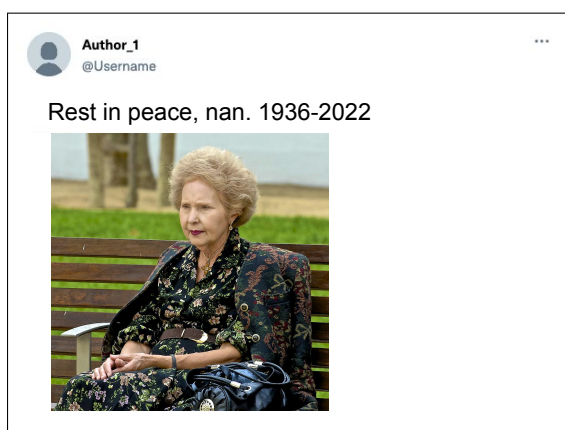 Author_1
@Username
Rest in peace, nan. 1936-2022